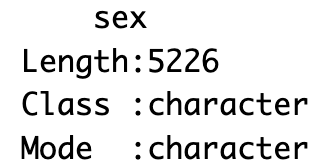 sex
Length:5226
Class :character
Mode  :character